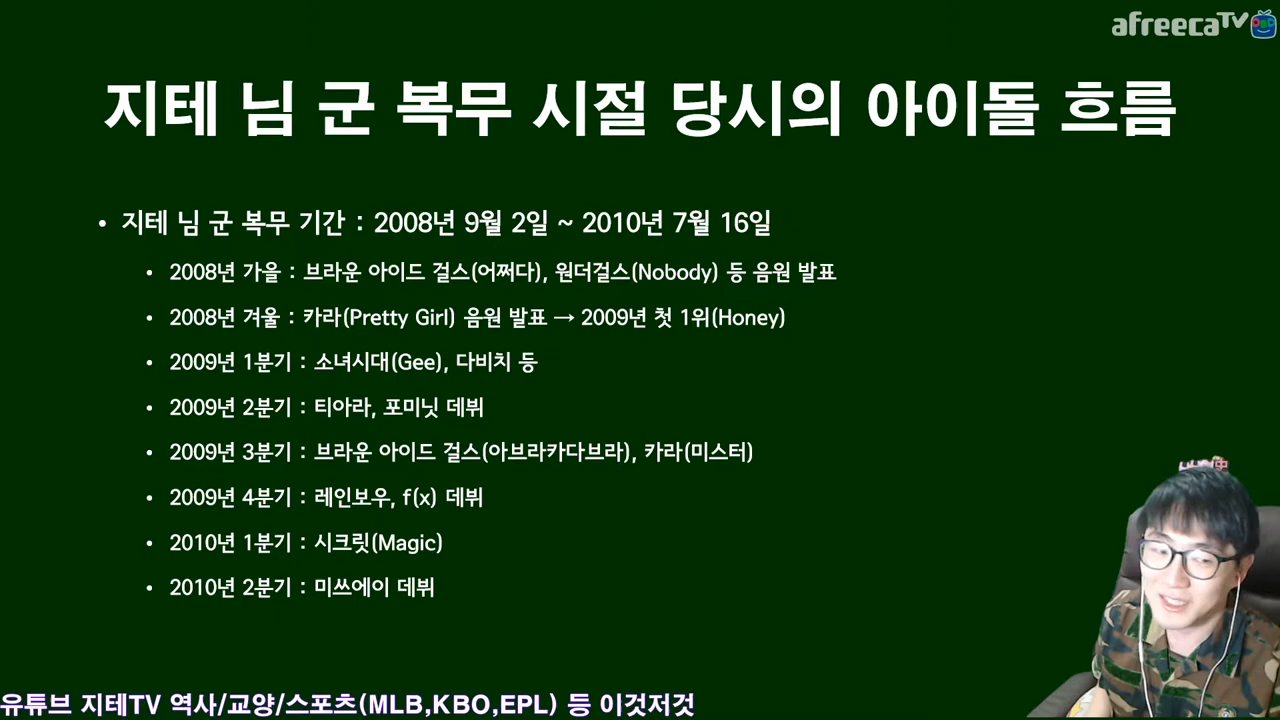 afreecaTV
지테 님 군 복무 시절 당시의 아이돌 흐름
• 지테 님 군 복무 기간 : 2008년 9월 2일 ~ 2010년 7월 16일
• 2008년 가을 : 브라운 아이드 걸스(어쩌다), 원더걸스(Nobody) 등 음원 발표
• 2008년 겨울 : 카라(Pretty Girl) 음원 발표 → 2009년 첫 1위(Honey)
• 2009년 1분기 : 소녀시대(Gee), 다비치 등
• 2009년 2분기 : 티아라, 포미닛 데뷔
• 2009년 3분기 : 브라운 아이드 걸스(아브라카다브라), 카라(미스터)
• 2009년 4분기 : 레인보우, f(x) 데뷔
• 2010년 1분기 : 시크릿(Magic)
• 2010년 2분기 : 미쓰에이 데뷔
유튜브 지테TV 역사/교양/스포츠(MLB,KBO,EPL) 등 이것저것